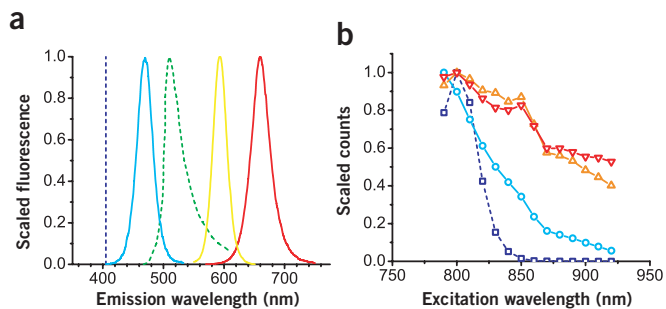 a
Scaled fluorescence
1.0
0.8
0.6
0.4
0.2
0.0
400 500 600 700
Emission wavelength (nm)
b
Scaled counts
1.0
0.8
0.6
0.4
0.2
0.0
750 800 850 900 950
Excitation wavelength (nm)